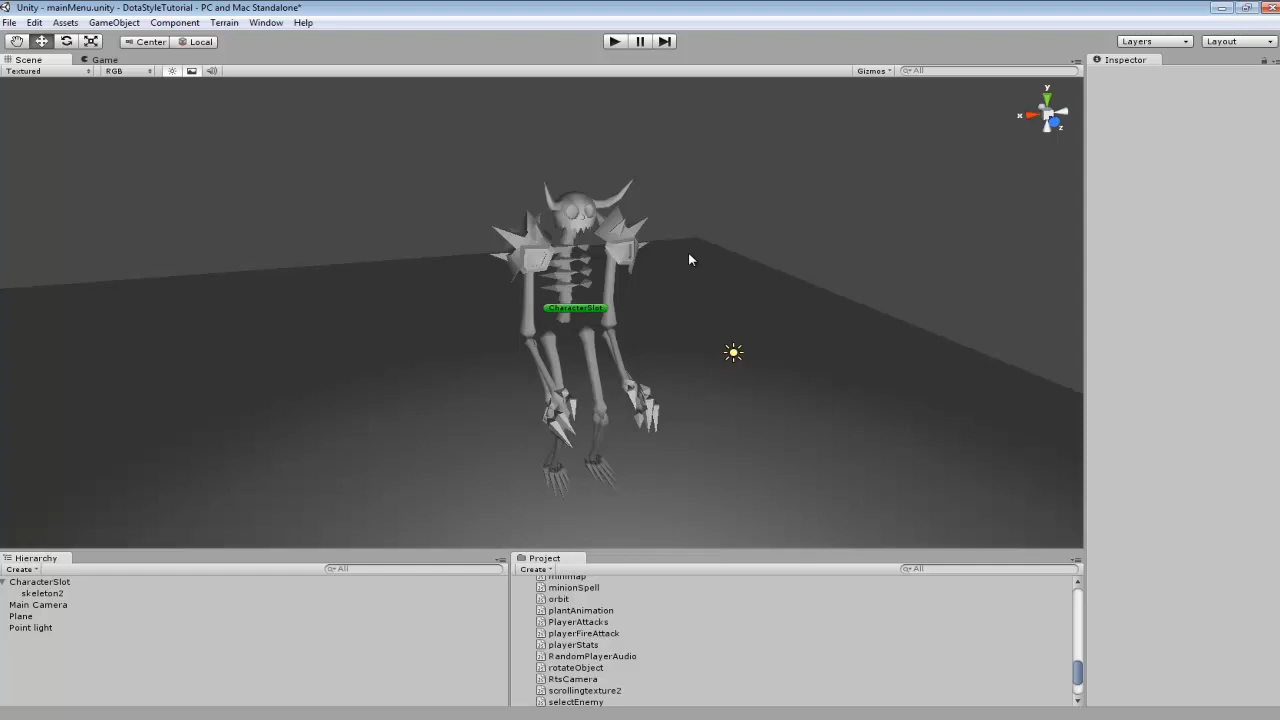 Unity - mainMenu.unity - DotaStyleTutorial - PC and Mac Standalone*
File Edit Assets GameObject Component Terrain Window Help
Center Local Layers Layout
Scene Game Inspector
Textured RGB Gizmos All
y
x
z
CharacterSlot
Hierarchy Project
Create All Create All
CharacterSlot
skeleton2
Main Camera
Plane
Point light
minimap
minionSpell
orbit
plantAnimation
PlayerAttacks
playerFireAttack
playerStats
RandomPlayerAudio
rotateObject
RtsCamera
scrollingtexture2
selectEnemy